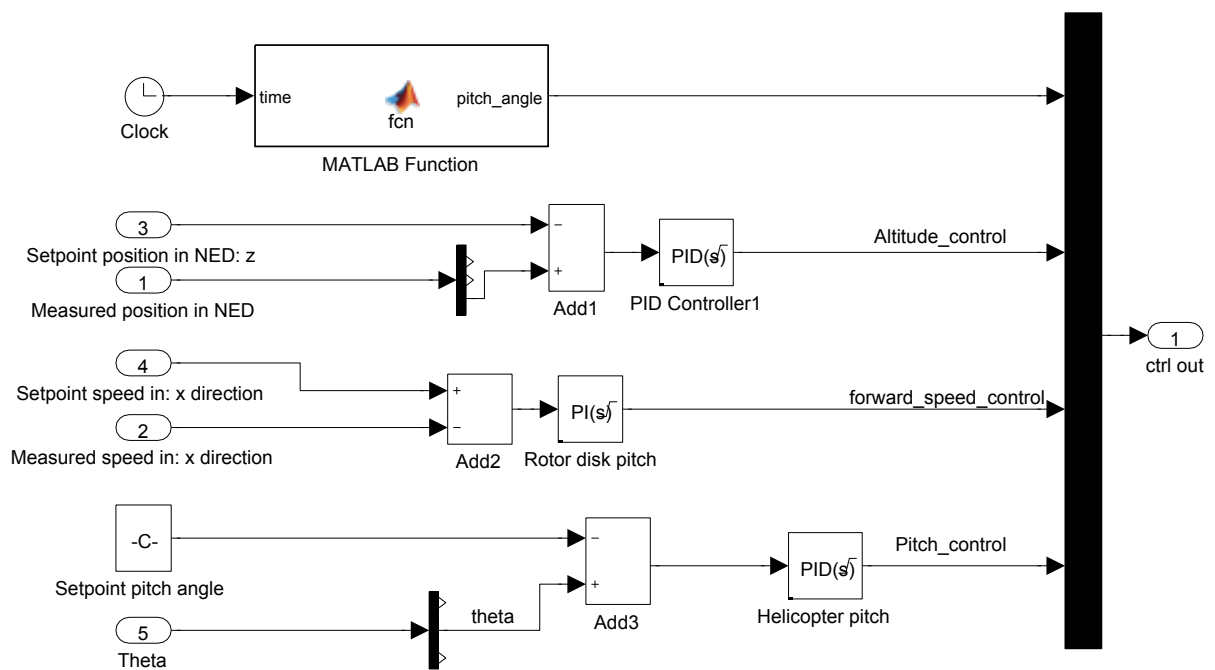 time
pitch_angle
fcn
Clock
MATLAB Function
3
Setpoint position in NED: z
1
Measured position in NED
−
+
Add1
PID(s)
PID Controller1
Altitude_control
1
ctrl out
4
Setpoint speed in: x direction
2
Measured speed in: x direction
+
−
Add2
PI(s)
Rotor disk pitch
forward_speed_control
-C-
Setpoint pitch angle
5
Theta
theta
−
+
Add3
PID(s)
Helicopter pitch
Pitch_control